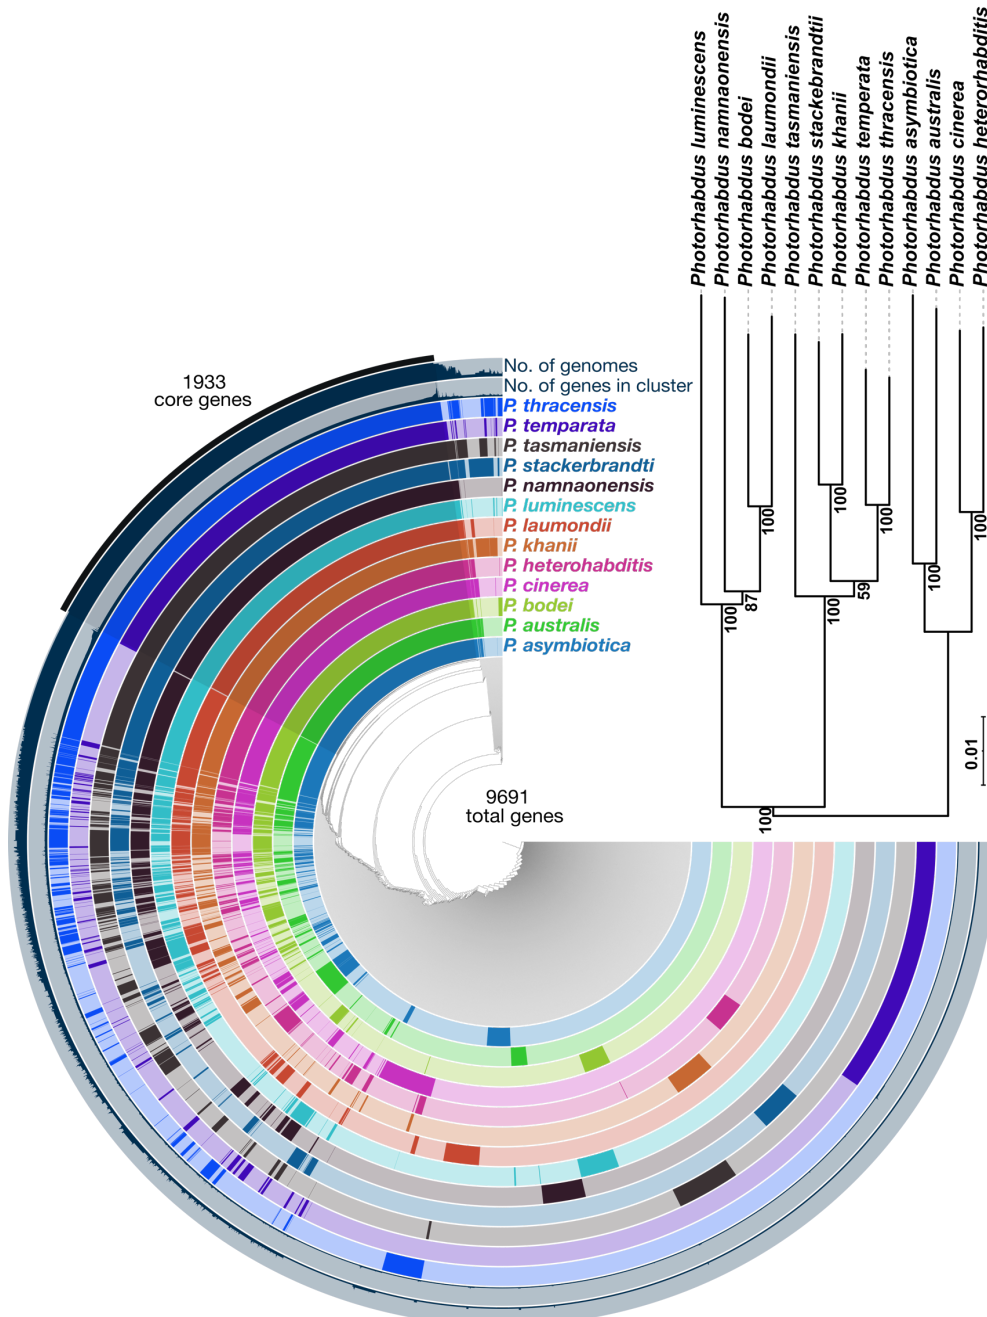 Photorhabdus luminescens
Photorhabdus namnaonensis
Photorhabdus bodei
Photorhabdus laumondii
Photorhabdus tasmaniensis
Photorhabdus stackebrandtii
Photorhabdus khanii
Photorhabdus temperata
Photorhabdus thracensis
Photorhabdus asymbiotica
Photorhabdus australis
Photorhabdus cinerea
Photorhabdus heterorhabditis
1933
core genes
No. of genomes
No. of genes in cluster
P. thracensis
P. temparata
P. tasmaniensis
P. stackerbrandti
P. namnaonensis
P. luminescens
P. laumondii
P. khanii
P. heterohabditis
P. cinerea
P. bodei
P. australis
P. asymbiotica
9691
total genes
100
100
100
100
100
59
87
100
100
100
100
0.01